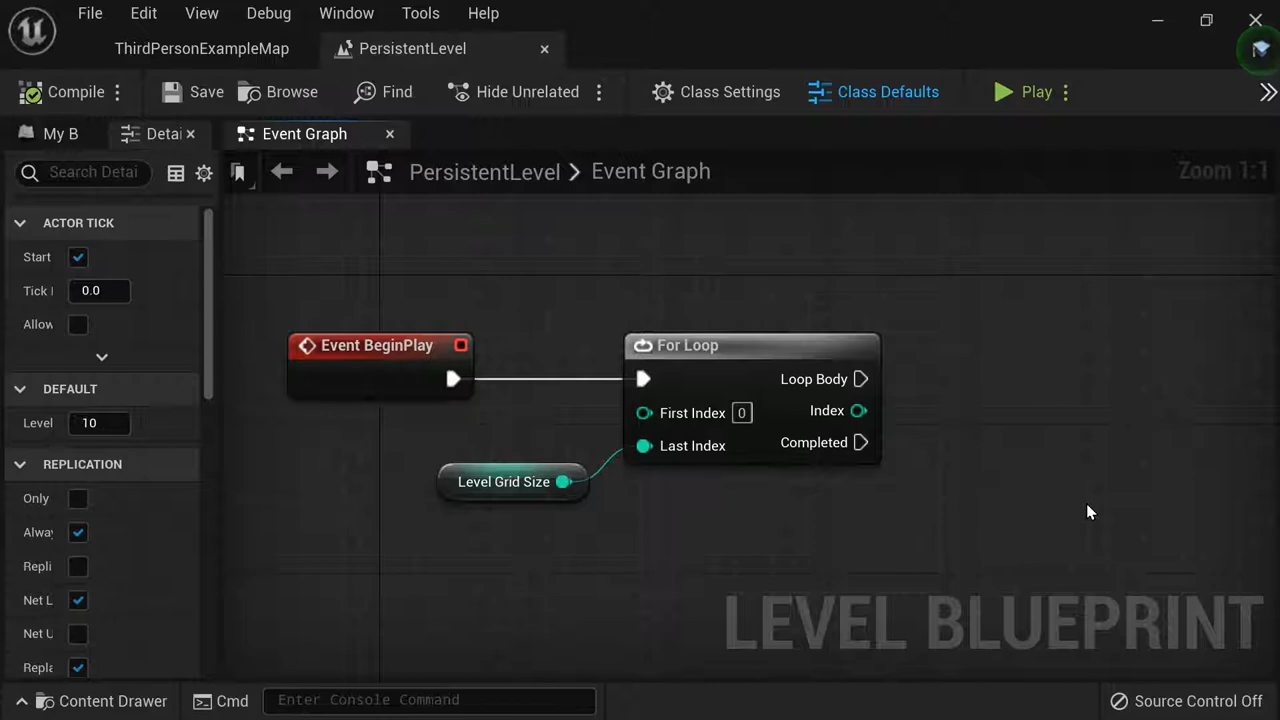 File Edit View Debug Window Tools Help
ThirdPersonExampleMap PersistentLevel
Compile Save Browse Find Hide Unrelated Class Settings Class Defaults Play
My B Detai Event Graph
Search Detai PersistentLevel Event Graph Zoom 1:1
ACTOR TICK
Start
Tick I 0.0
Allow
DEFAULT
Level 10
REPLICATION
Only
Alwa
Repli
Net L
Net U
Repla
Event BeginPlay
For Loop
Loop Body
First Index 0
Index
Last Index
Completed
Level Grid Size
LEVEL BLUEPRINT
Content Drawer Cmd Enter Console Command Source Control Off